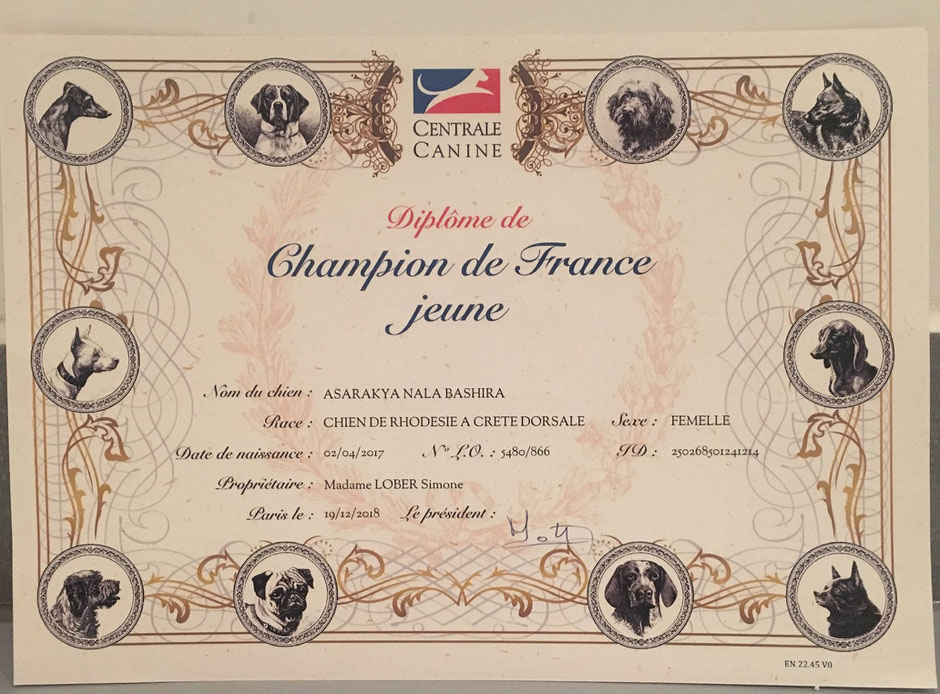 CENTRALE
CANINE
Diplôme de
Champion de France
jeune
Nom du chien : ASARAKYA NALA BASHIRA
Race : CHIEN DE RHODESIE A CRETE DORSALE Sexe : FEMELLE
Date de naissance : 02/04/2017 N° L.O. : 5480/866 ID : 250268501241214
Propriétaire : Madame LOBER Simone
Paris le : 19/12/2018 Le président :
EN 22.45 V0